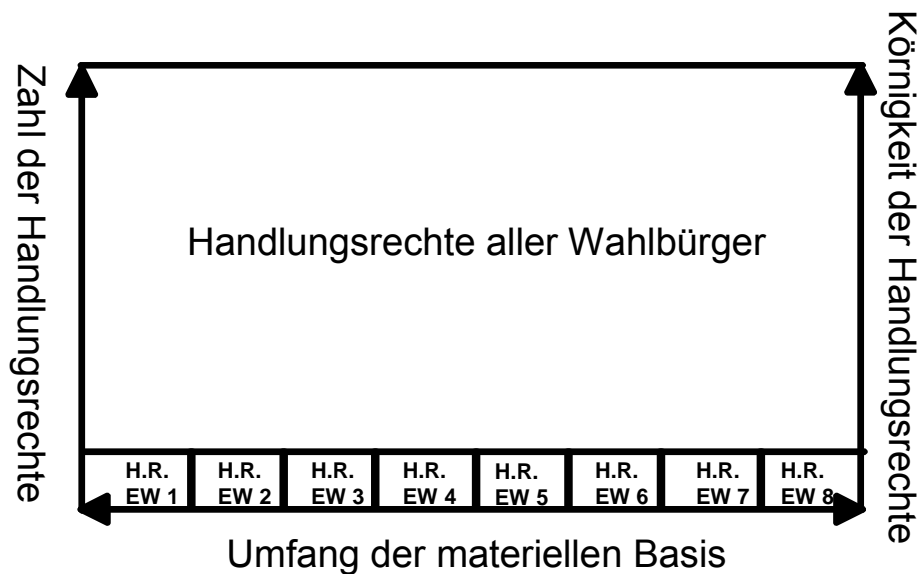 Zahl der Handlungsrechte
Körnigkeit der Handlungsrechte
Handlungsrechte aller Wahlbürger
H.R. EW 1
H.R. EW 2
H.R. EW 3
H.R. EW 4
H.R. EW 5
H.R. EW 6
H.R. EW 7
H.R. EW 8
Umfang der materiellen Basis